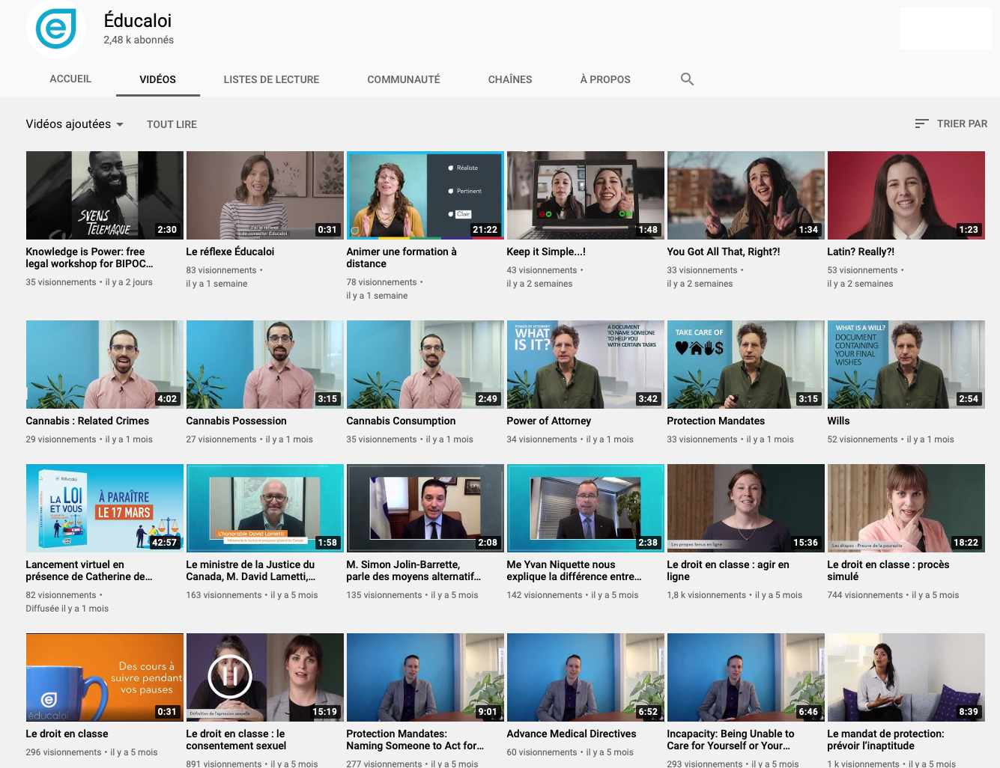 Éducaloi
2,48 k abonnés
ACCUEIL
VIDÉOS
LISTES DE LECTURE
COMMUNAUTÉ
CHAÎNES
À PROPOS
Vidéos ajoutées
TOUT LIRE
TRIER PAR
SVENS
TELEMAQUE
2:30
J'ai le réflexe
de consulter Éducaloi
0:31
Réaliste
Pertinent
Clair
21:22
1:48
1:34
1:23
Knowledge is Power: free
legal workshop for BIPOC...
35 visionnements • il y a 2 jours
Le réflexe Éducaloi
83 visionnements •
il y a 1 semaine
Animer une formation à
distance
78 visionnements •
il y a 1 semaine
Keep it Simple...!
43 visionnements •
il y a 2 semaines
You Got All That, Right?!
33 visionnements •
il y a 2 semaines
Latin? Really?!
53 visionnements •
il y a 2 semaines
4:02
3:15
2:49
POWER OF ATTORNEY
WHAT
IS IT?
A DOCUMENT
TO NAME SOMEONE
TO HELP YOU
WITH CERTAIN TASKS
3:42
TAKE CARE OF
$
3:15
WHAT IS A WILL?
DOCUMENT
CONTAINING
YOUR FINAL
WISHES
2:54
Cannabis : Related Crimes
29 visionnements • il y a 1 mois
Cannabis Possession
27 visionnements • il y a 1 mois
Cannabis Consumption
35 visionnements • il y a 1 mois
Power of Attorney
34 visionnements • il y a 1 mois
Protection Mandates
33 visionnements • il y a 1 mois
Wills
52 visionnements • il y a 1 mois
éducaloi
LA LOI
ET VOUS
À PARAÎTRE
LE 17 MARS
42:57
L'honorable David Lametti
Ministre de la Justice et procureur général du Canada
1:58
2:08
2:38
Les propos tenus en ligne
15:36
Les étapes - Preuve de la poursuite
18:22
Lancement virtuel en
présence de Catherine de...
82 visionnements •
Diffusée il y a 1 mois
Le ministre de la Justice du
Canada, M. David Lametti,...
163 visionnements • il y a 5 mois
M. Simon Jolin-Barrette,
parle des moyens alternatif...
135 visionnements • il y a 5 mois
Me Yvan Niquette nous
explique la différence entre...
142 visionnements • il y a 5 mois
Le droit en classe : agir en
ligne
1,8 k visionnements • il y a 5 mois
Le droit en classe : procès
simulé
744 visionnements • il y a 5 mois
Des cours à
suivre pendant
vos pauses
éducaloi
0:31
Définition de l'agression sexuelle
15:19
9:01
6:52
6:46
8:39
Le droit en classe
296 visionnements • il y a 5 mois
Le droit en classe : le
consentement sexuel
891 visionnements • il y a 5 mois
Protection Mandates:
Naming Someone to Act for...
277 visionnements • il y a 5 mois
Advance Medical Directives
60 visionnements • il y a 5 mois
Incapacity: Being Unable to
Care for Yourself or Your...
293 visionnements • il y a 5 mois
Le mandat de protection:
prévoir l'inaptitude
1 k visionnements • il y a 5 mois